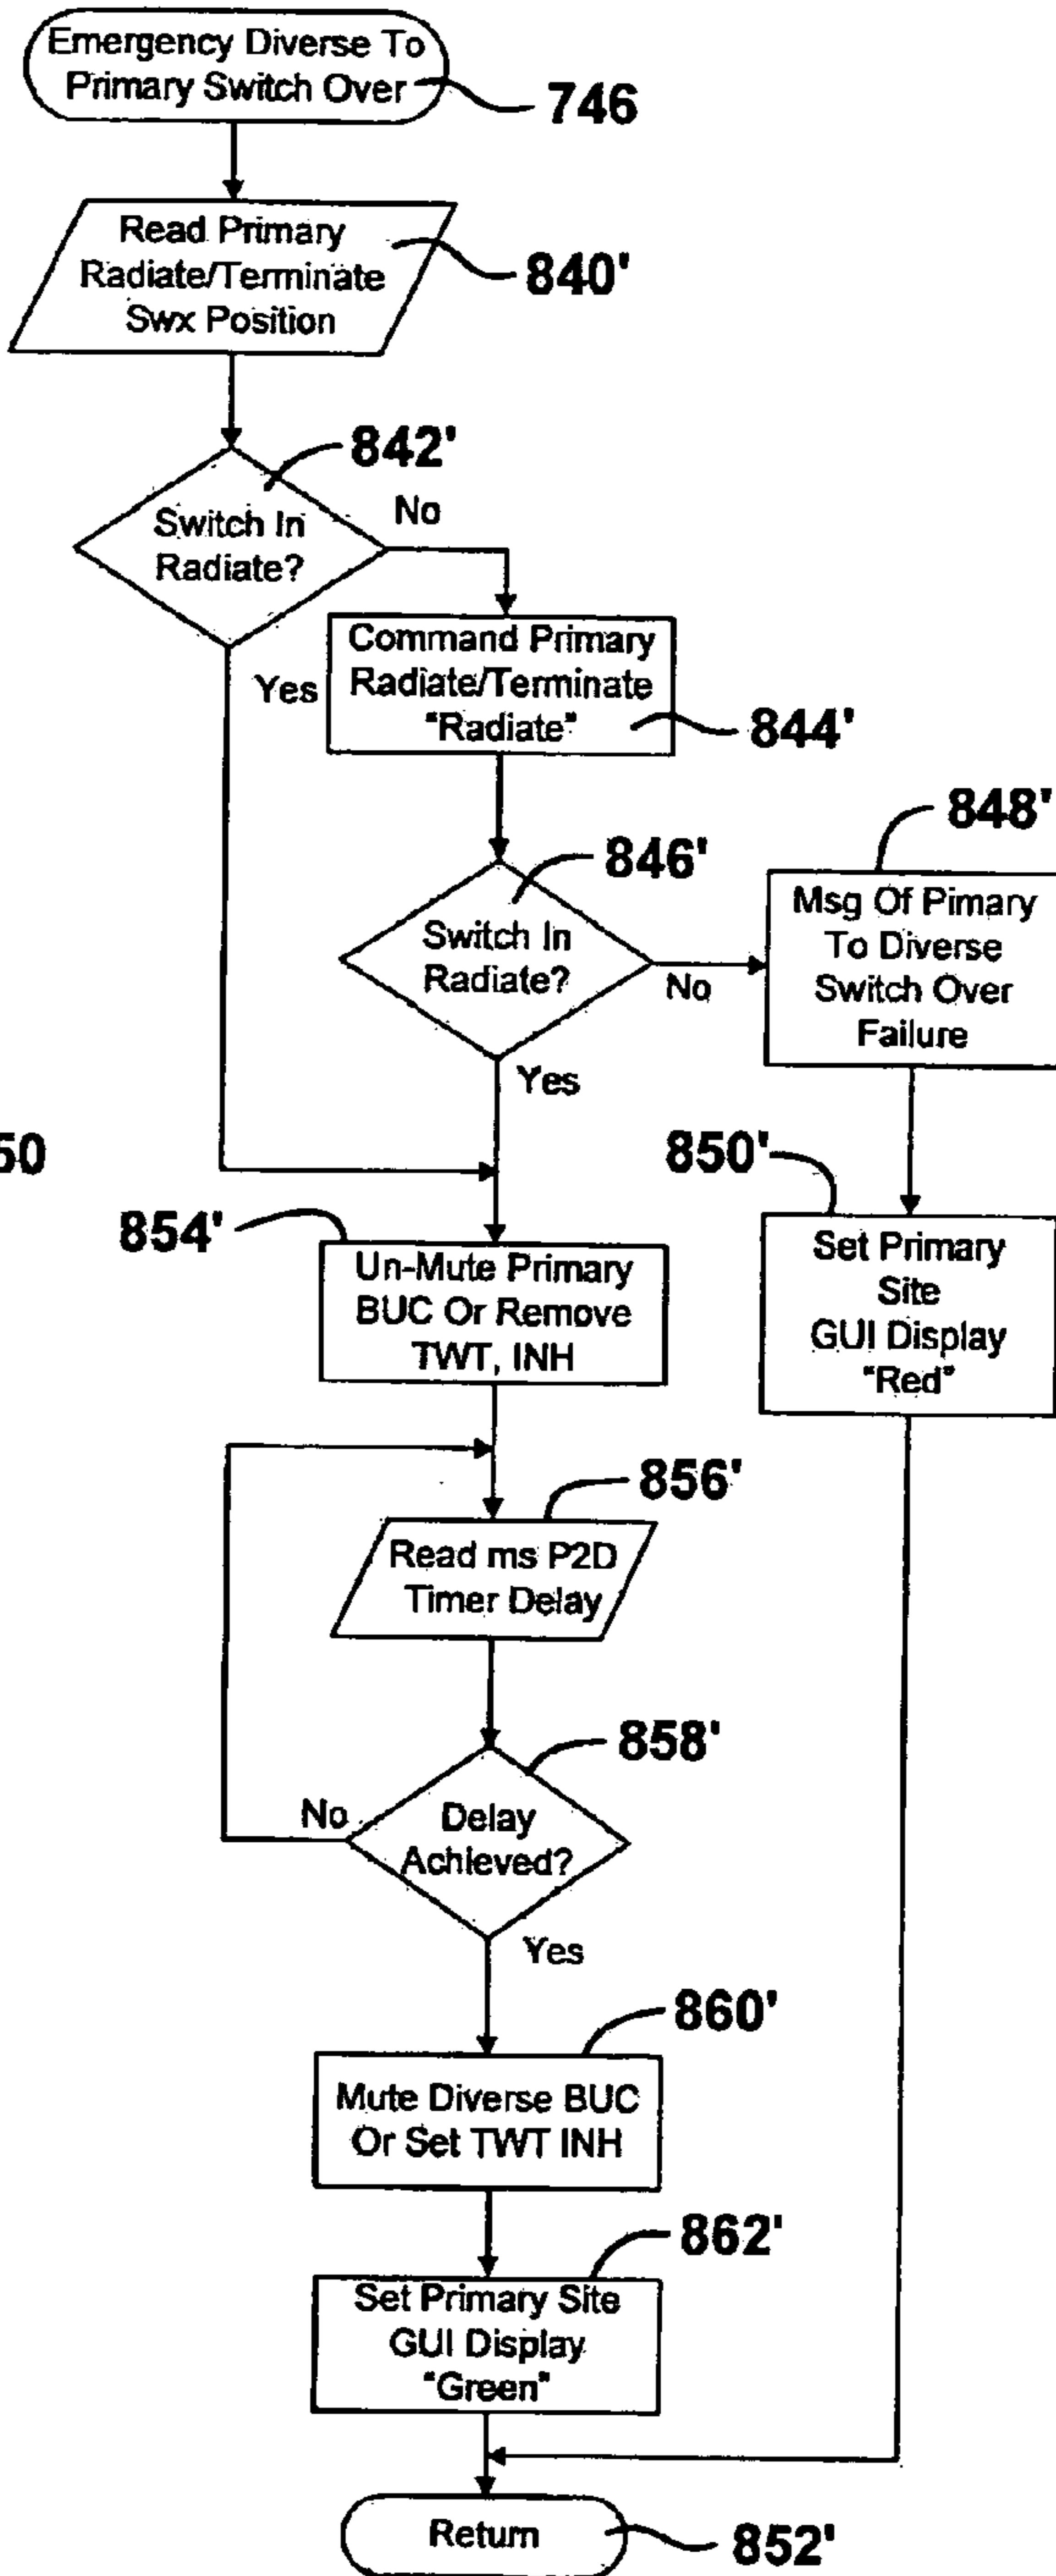 Emergency Diverse To
Primary Switch Over
746
Read Primary
Radiate/Terminate
Swx Position
840'
842'
Switch In
Radiate?
No
Yes
Command Primary
Radiate/Terminate
"Radiate"
844'
846'
Switch In
Radiate?
No
Yes
848'
Msg Of Pimary
To Diverse
Switch Over
Failure
50
850'
Set Primary
Site
GUI Display
"Red"
854'
Un-Mute Primary
BUC Or Remove
TWT, INH
856'
Read ms P2D
Timer Delay
858'
Delay
Achieved?
No
Yes
860'
Mute Diverse BUC
Or Set TWT INH
862'
Set Primary Site
GUI Display
"Green"
Return
852'